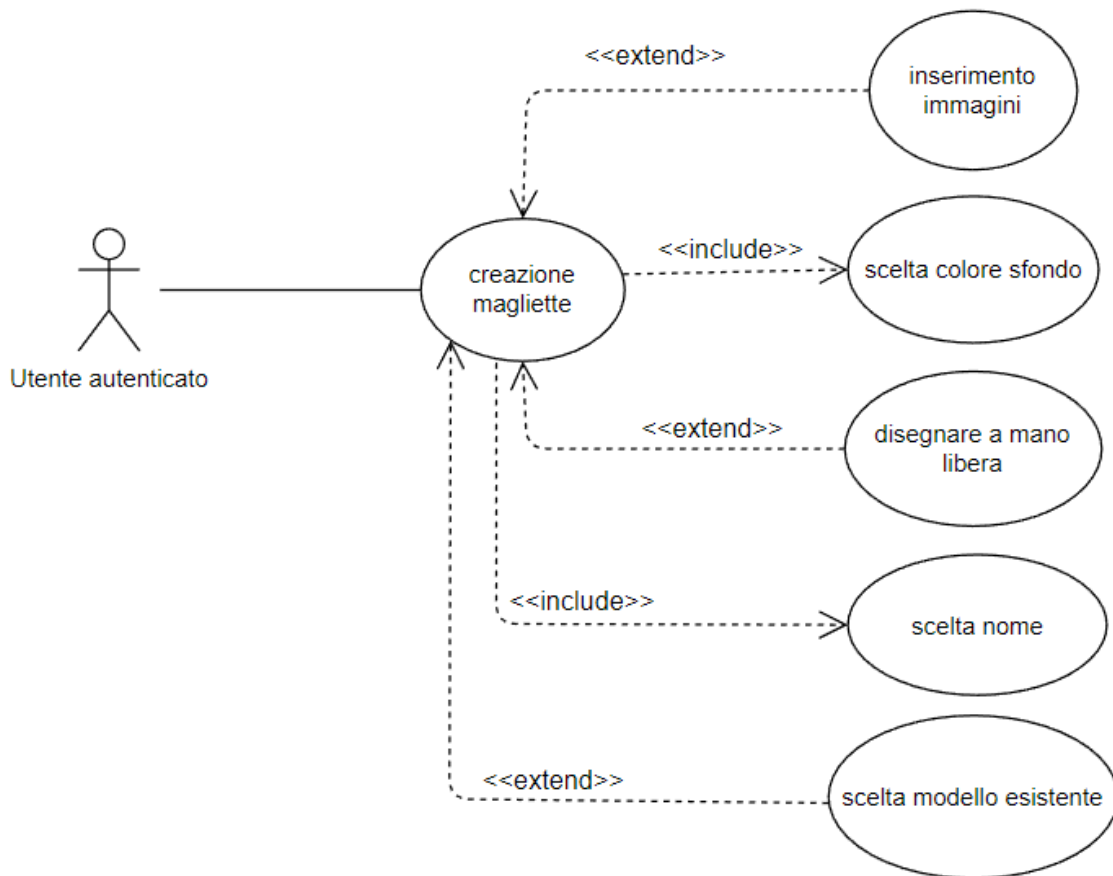 <<extend>>
inserimento
immagini
<<include>>
scelta colore sfondo
creazione
magliette
Utente autenticato
<<extend>>
disegnare a mano
libera
<<include>>
scelta nome
<<extend>>
scelta modello esistente